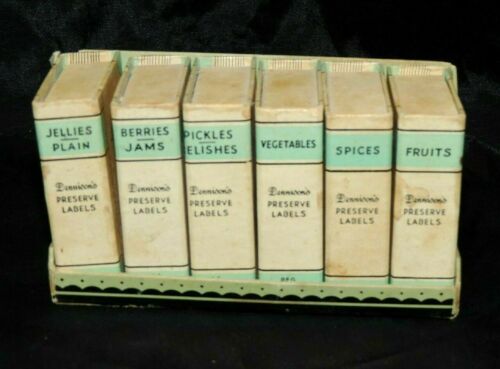 JELLIES
PLAIN
Dennison's
PRESERVE
LABELS
BERRIES
JAMS
Dennison's
PRESERVE
LABELS
PICKLES
ELISHES
Dennison's
PRESERVE
LABELS
VEGETABLES
Dennison's
PRESERVE
LABELS
SPICES
Dennison's
PRESERVE
LABELS
FRUITS
Dennison's
PRESERVE
LABELS